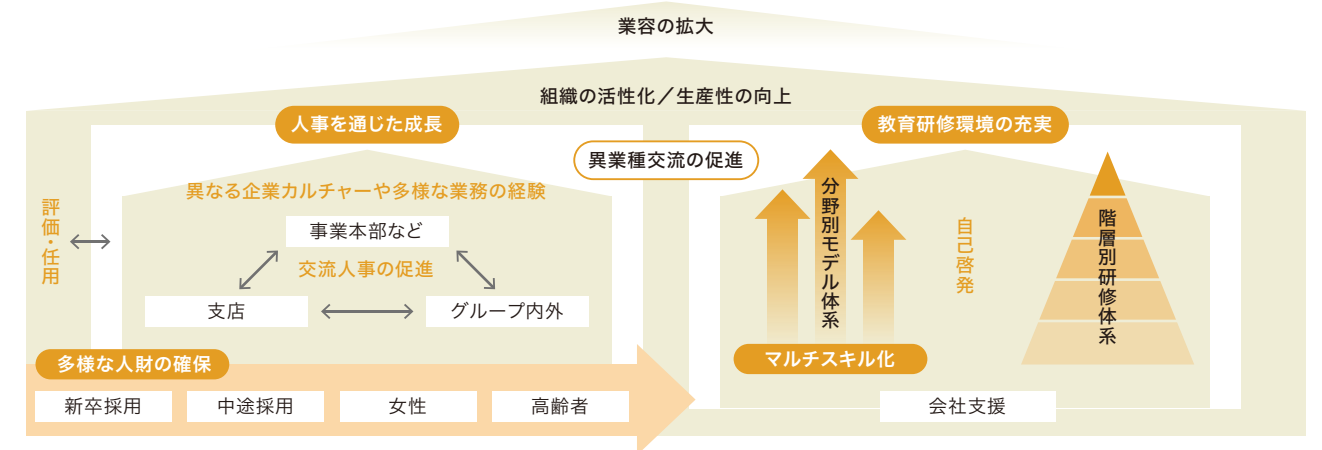 業容の拡大
組織の活性化／生産性の向上
人事を通じた成長
教育研修環境の充実
異業種交流の促進
評価・任用
異なる企業カルチャーや多様な業務の経験
事業本部など
交流人事の促進
支店
グループ内外
分野別モデル体系
自己啓発
階層別研修体系
マルチスキル化
多様な人財の確保
新卒採用
中途採用
女性
高齢者
会社支援